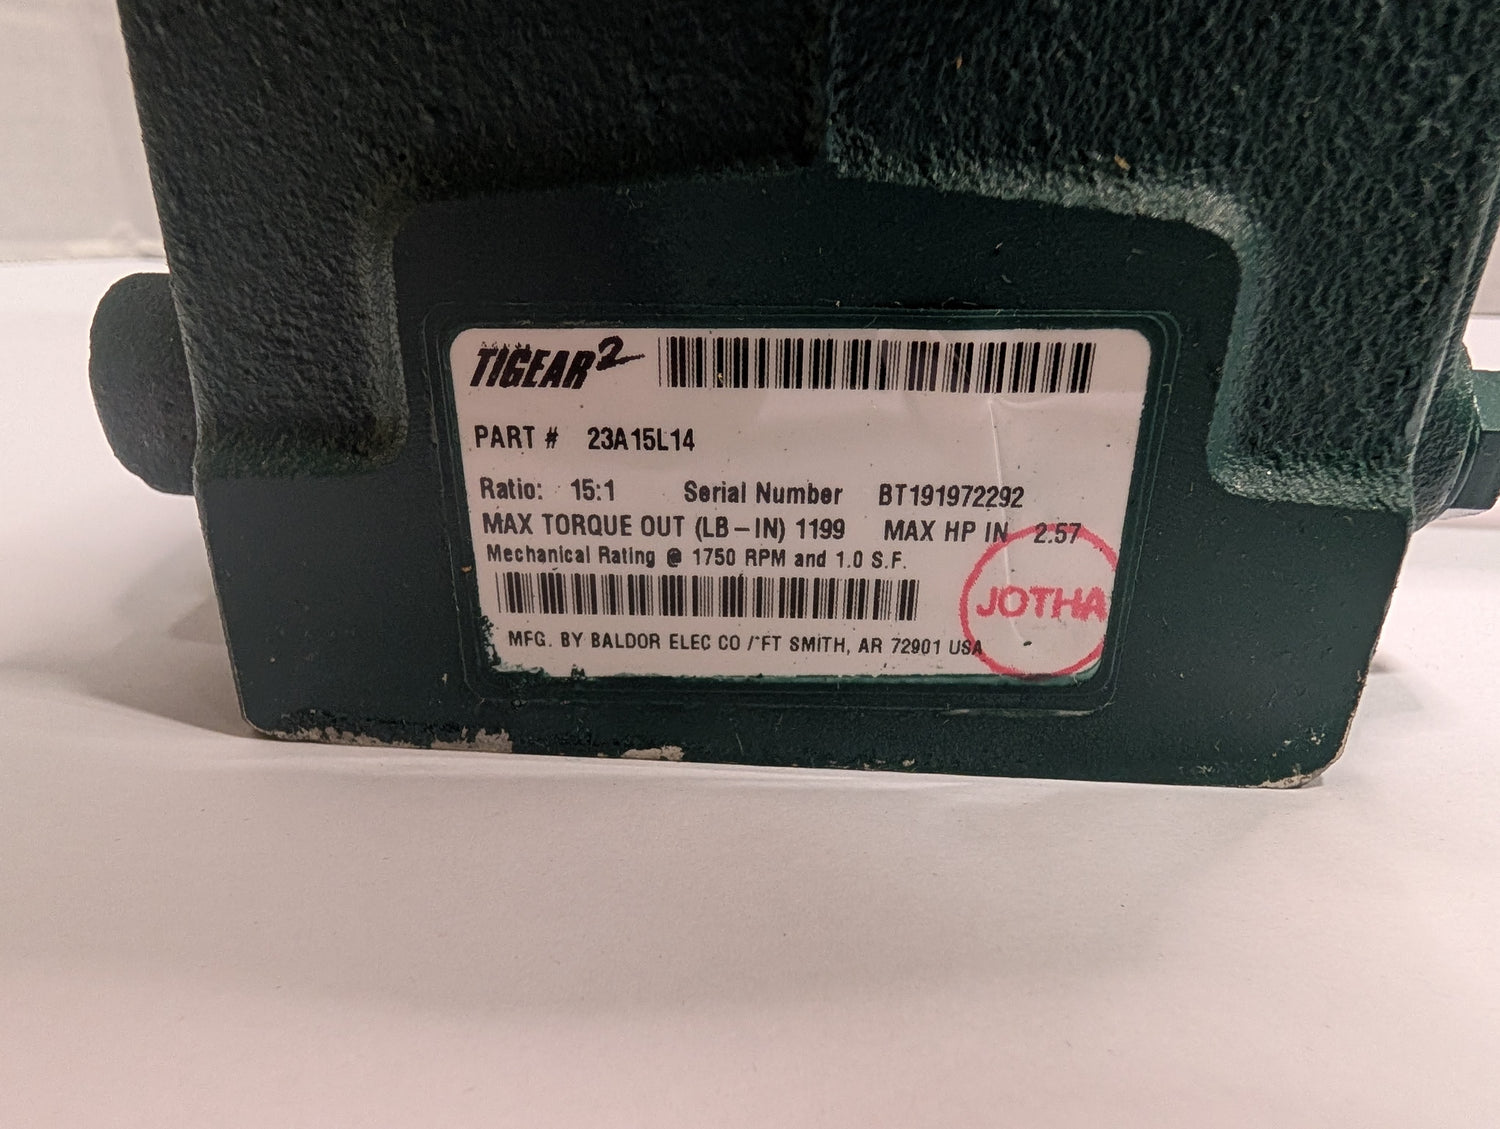 TIGEAR2
PART # 23A15L14
Ratio: 15:1 Serial Number BT191972292
MAX TORQUE OUT (LB-IN) 1199 MAX HP IN 2.57
Mechanical Rating @ 1750 RPM and 1.0 S.F.
JOTHA
MFG. BY BALDOR ELEC CO / FT SMITH, AR 72901 USA